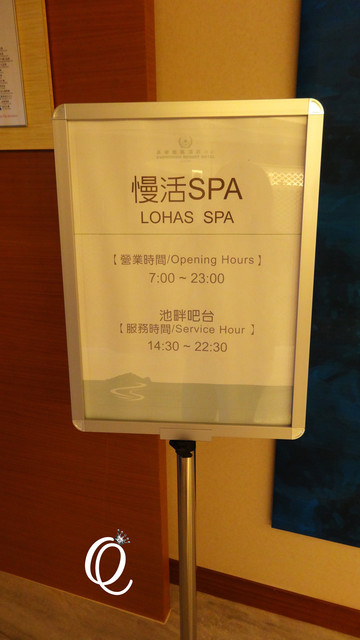 慢活SPA
LOHAS SPA
【營業時間/Opening Hours】
7:00 ~ 23:00
池畔吧台
【服務時間/Service Hour 】
14:30 ~ 22:30
Q